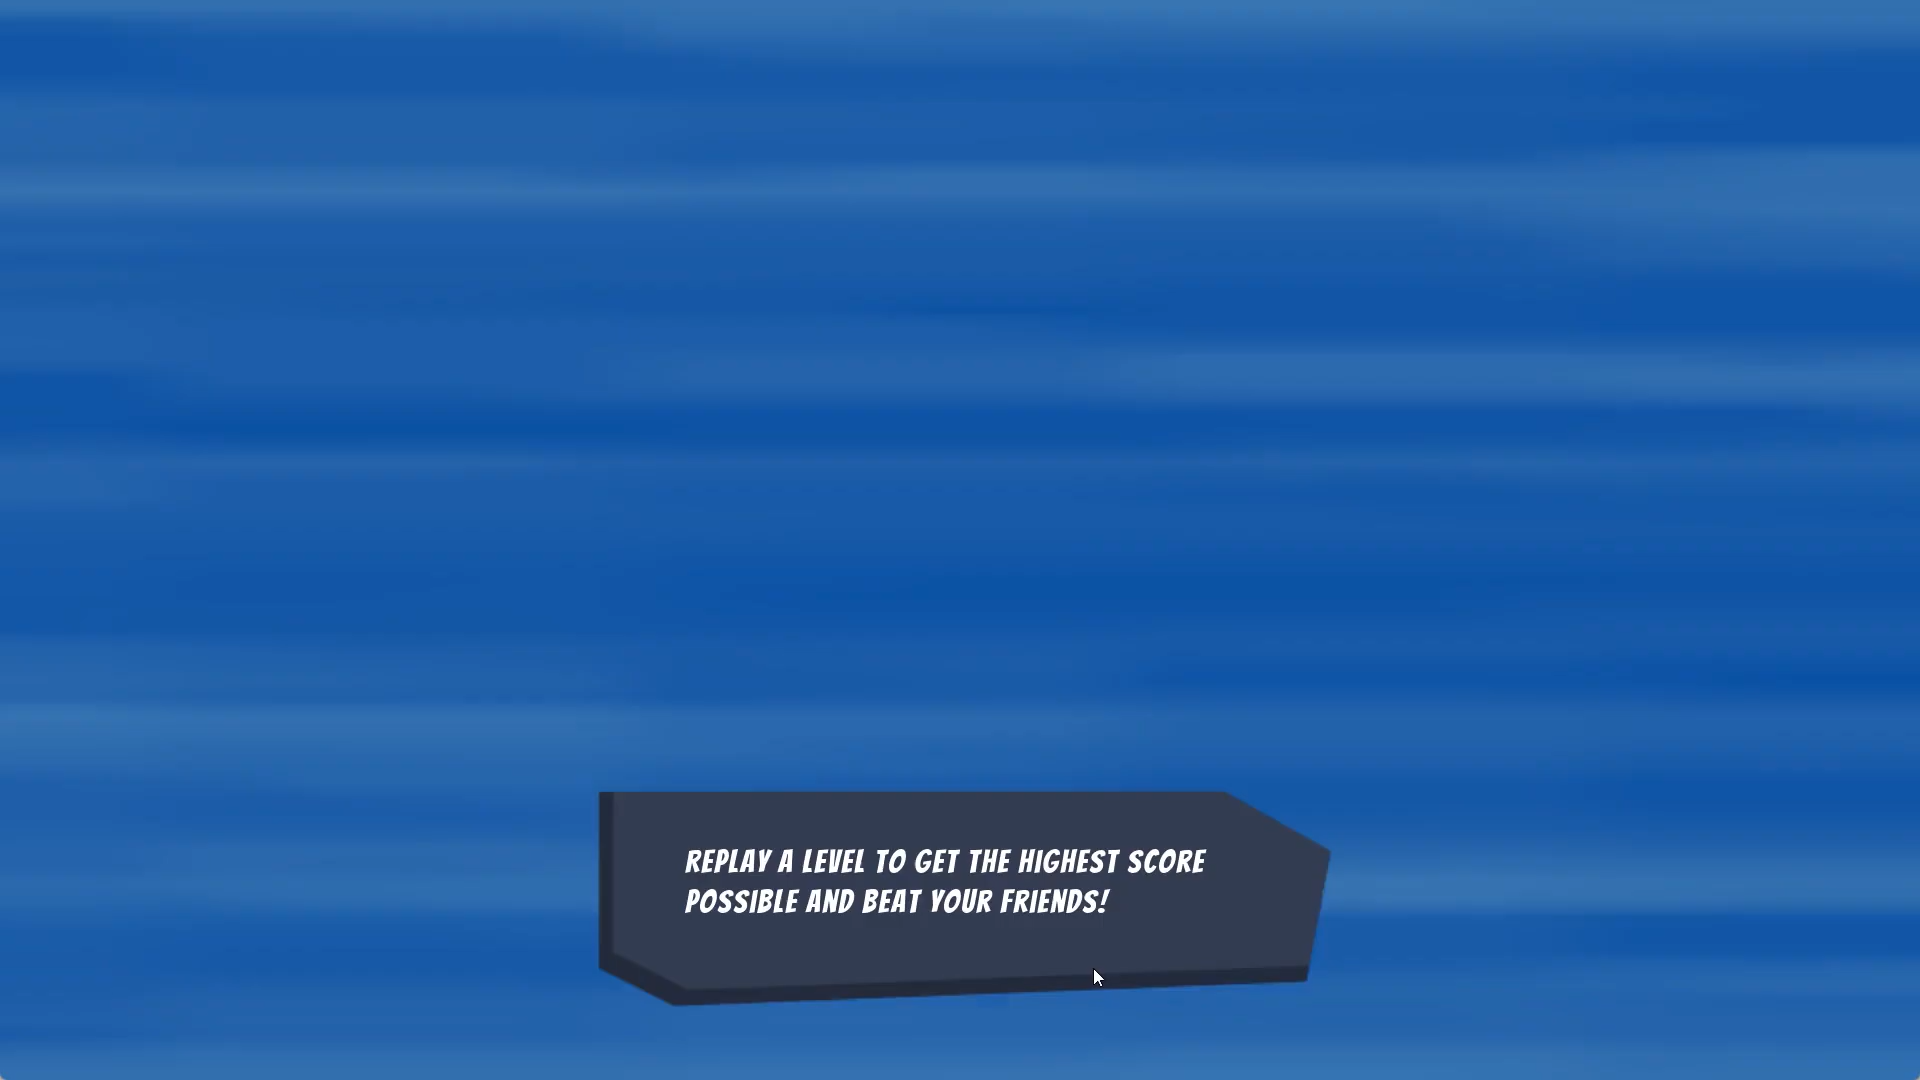 REPLAY A LEVEL TO GET THE HIGHEST SCORE
POSSIBLE AND BEAT YOUR FRIENDS!